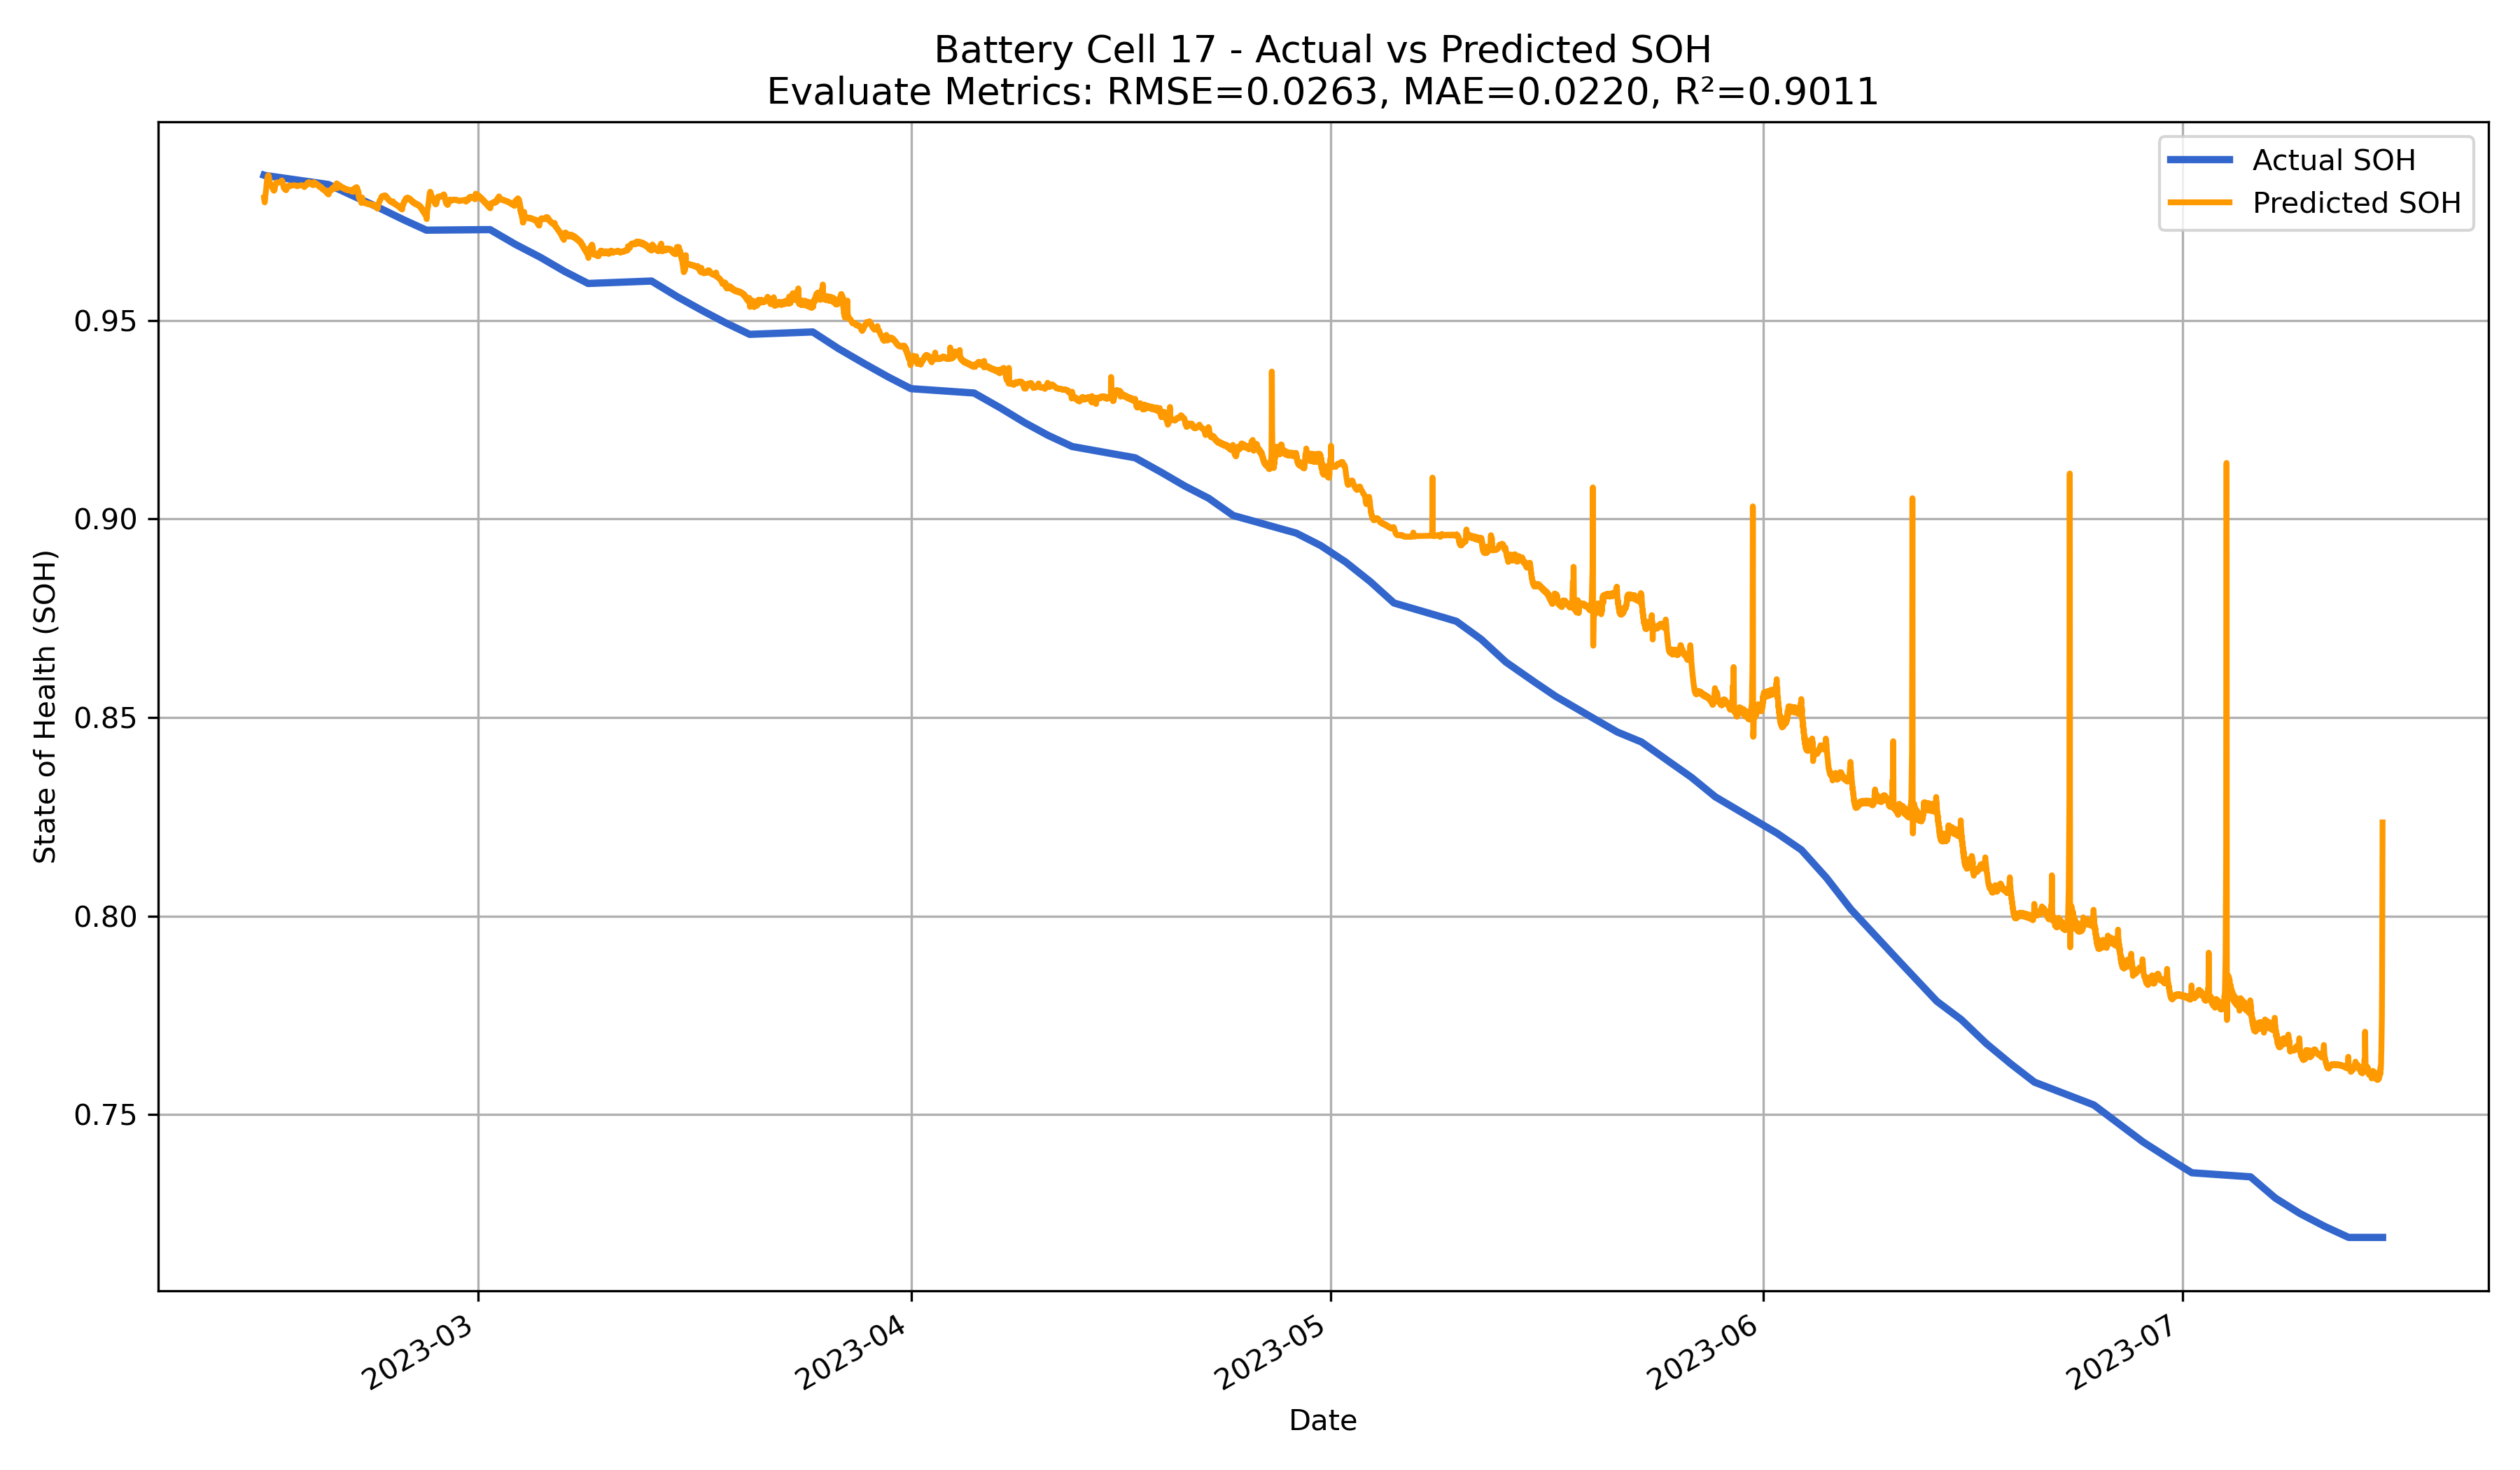 Battery Cell 17 - Actual vs Predicted SOH
Evaluate Metrics: RMSE=0.0263, MAE=0.0220, R²=0.9011
Actual SOH
Predicted SOH
State of Health (SOH)
0.95
0.90
0.85
0.80
0.75
2023-03
2023-04
2023-05
2023-06
2023-07
Date